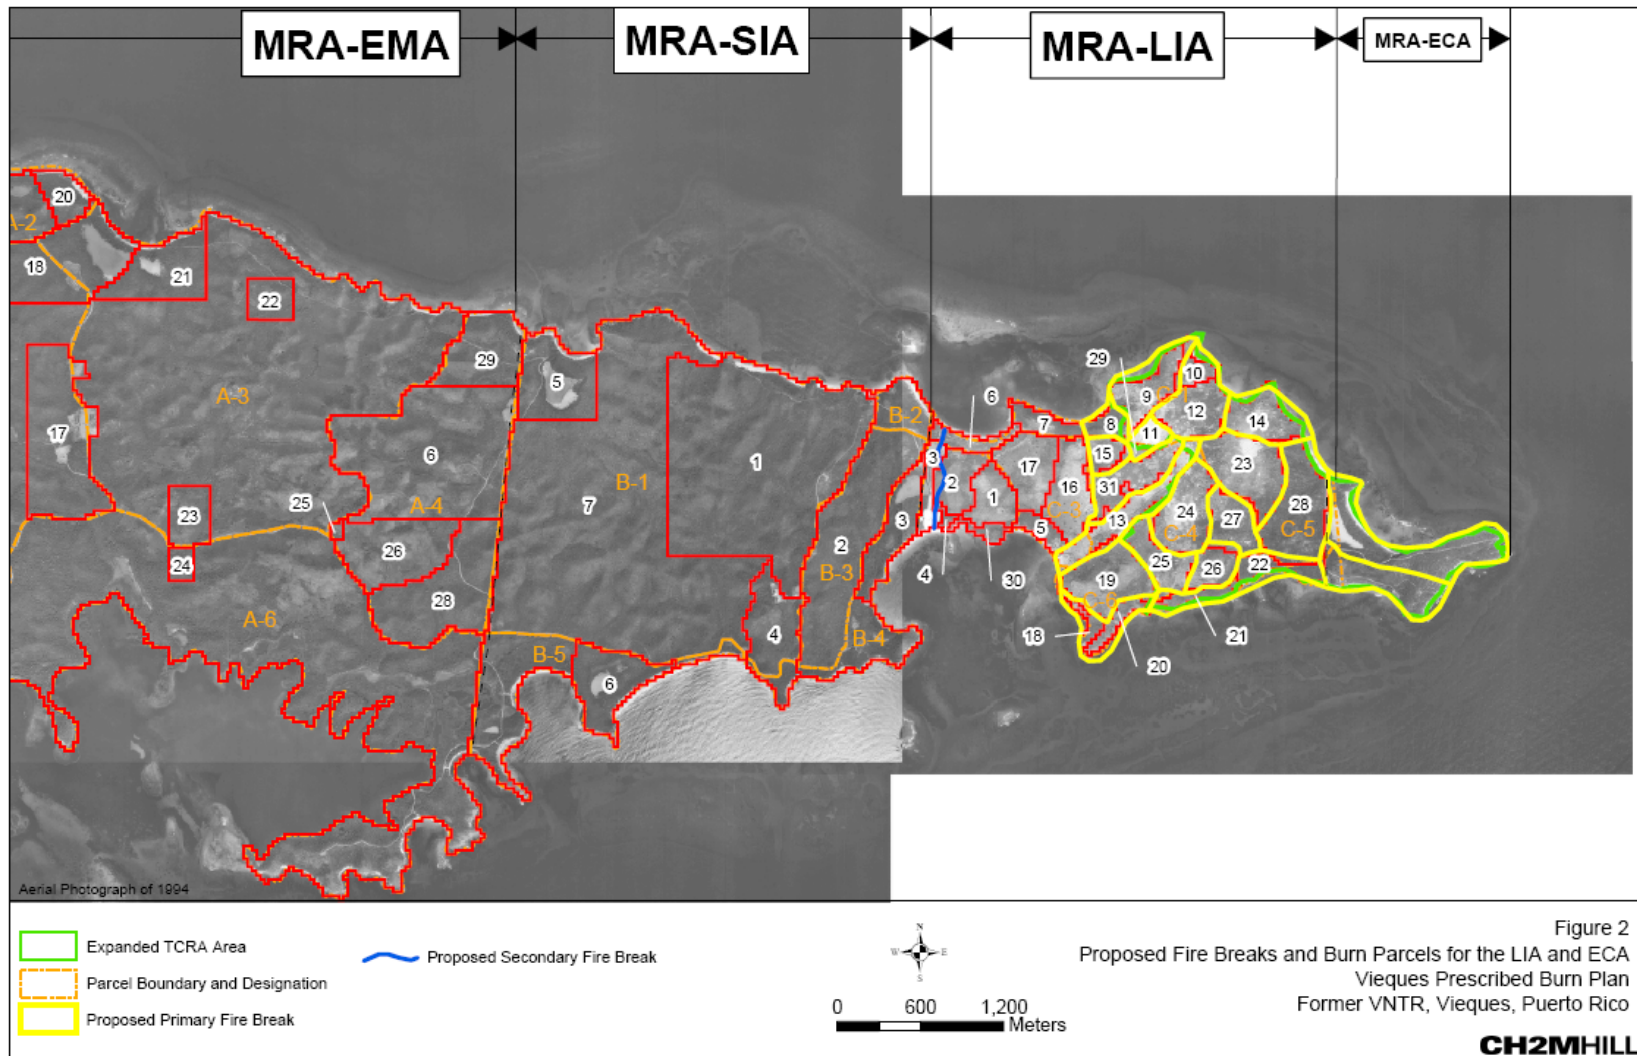 MRA-EMA
MRA-SIA
MRA-LIA
MRA-ECA
20
A-2
18
21
22
29
5
A-3
17
6
25
A-4
23
24
26
28
A-6
B-1
7
1
B-2
2
3
B-3
4
B-4
B-5
6
3
2
6
7
1
17
16
C-3
5
4
30
29
10
9
C-1
12
8
11
14
15
23
31
13
24
C-4
27
28
C-5
25
26
22
19
C-6
18
20
21
Aerial Photograph of 1994
Expanded TCRA Area
Parcel Boundary and Designation
Proposed Primary Fire Break
Proposed Secondary Fire Break
N
W E
S
0 600 1,200
Meters
Figure 2
Proposed Fire Breaks and Burn Parcels for the LIA and ECA
Vieques Prescribed Burn Plan
Former VNTR, Vieques, Puerto Rico
CH2MHILL